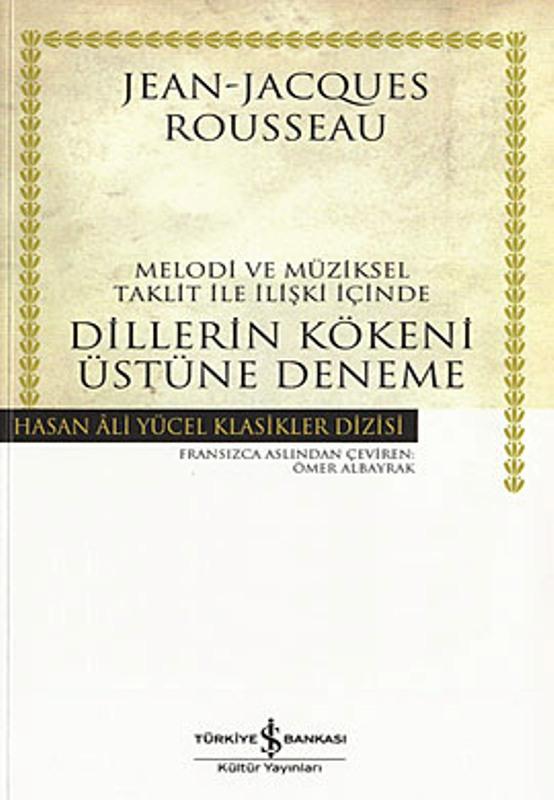 JEAN-JACQUES
ROUSSEAU
MELODİ VE MÜZİKSEL
TAKLİT İLE İLİŞKİ İÇİNDE
DİLLERİN KÖKENİ
ÜSTÜNE DENEME
HASAN ÂLİ YÜCEL KLASİKLER DİZİSİ
FRANSIZCA ASLINDAN ÇEVİREN:
ÖMER ALBAYRAK
TÜRKİYE İŞ BANKASI
Kültür Yayınları